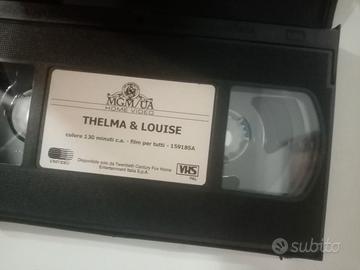 MGM/UA
HOME VIDEO
THELMA & LOUISE
colore 130 minuti c.a. - film per tutti - 15918SA
Disponibile solo da Twentieth Century Fox Home
Entertainment Italia S.p.A.
VHS
PAL
subito